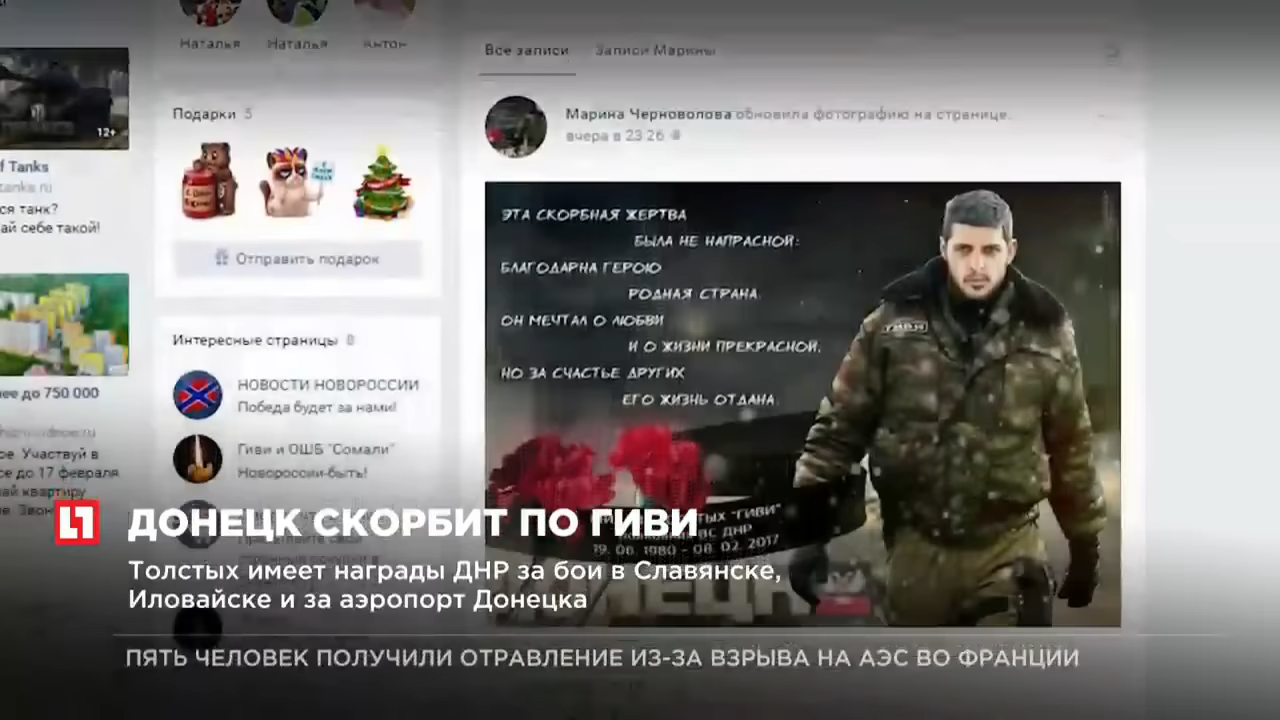 Наталья
Наталья
Антон
Подарки 5
12+
f Tanks
tanks.ru
ся танк?
ай себе такой!
Отправить подарок
Интересные страницы 8
НОВОСТИ НОВОРОССИИ
Победа будет за нами!
Гиви и ОШБ "Сомали"
Новороссии-быть!
ее до 750 000
ое. Участвуй в
се до 17 февраля
ай квартиру
Все записи
Записи Марины
Марина Черноволова обновила фотографию на странице.
вчера в 23:26
ЭТА СКОРБНАЯ ЖЕРТВА
БЫЛА НЕ НАПРАСНОЙ:
БЛАГОДАРНА ГЕРОЮ
РОДНАЯ СТРАНА.
ОН МЕЧТАЛ О ЛЮБВИ
И О ЖИЗНИ ПРЕКРАСНОЙ,
НО ЗА СЧАСТЬЕ ДРУГИХ
ЕГО ЖИЗНЬ ОТДАНА.
"ГИВИ"
ВС ДНР
19. 06. 1980 - 08. 02. 2017
ДОНЕЦК СКОРБИТ ПО ГИВИ
Толстых имеет награды ДНР за бои в Славянске,
Иловайске и за аэропорт Донецка
ПЯТЬ ЧЕЛОВЕК ПОЛУЧИЛИ ОТРАВЛЕНИЕ ИЗ-ЗА ВЗРЫВА НА АЭС ВО ФРАНЦИИ